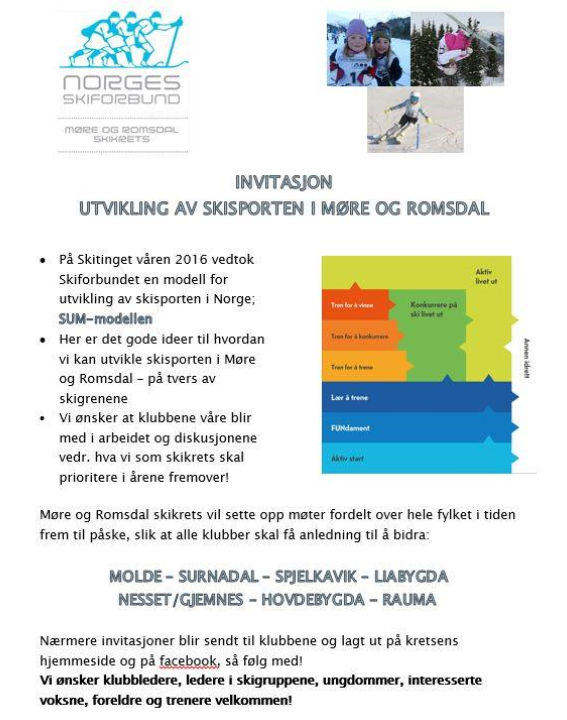 NORGES
SKIFORBUND
MØRE OG ROMSDAL
SKIKRETS
1
INVITASJON
UTVIKLING AV SKISPORTEN I MØRE OG ROMSDAL
• På Skitinget våren 2016 vedtok
Skiforbundet en modell for
utvikling av skisporten i Norge;
SUM-modellen
• Her er det gode ideer til hvordan
vi kan utvikle skisporten i Møre
og Romsdal – på tvers av
skigrenene
• Vi ønsker at klubbene våre blir
med i arbeidet og diskusjonene
vedr. hva vi som skikrets skal
prioritere i årene fremover!
Aktiv
livet ut
Tren for å vinne
Konkurrere på
ski livet ut
Tren for å konkurrere
Tren for å trene
Annen idrett
Lær å trene
FUNdament
Aktiv start
Møre og Romsdal skikrets vil sette opp møter fordelt over hele fylket i tiden
frem til påske, slik at alle klubber skal få anledning til å bidra:
MOLDE – SURNADAL – SPJELKAVIK – LIABYGDA
NESSET/GJEMNES – HOVDEBYGDA – RAUMA
Nærmere invitasjoner blir sendt til klubbene og lagt ut på kretsens
hjemmeside og på facebook, så følg med!
Vi ønsker klubbledere, ledere i skigruppene, ungdommer, interesserte
voksne, foreldre og trenere velkommen!